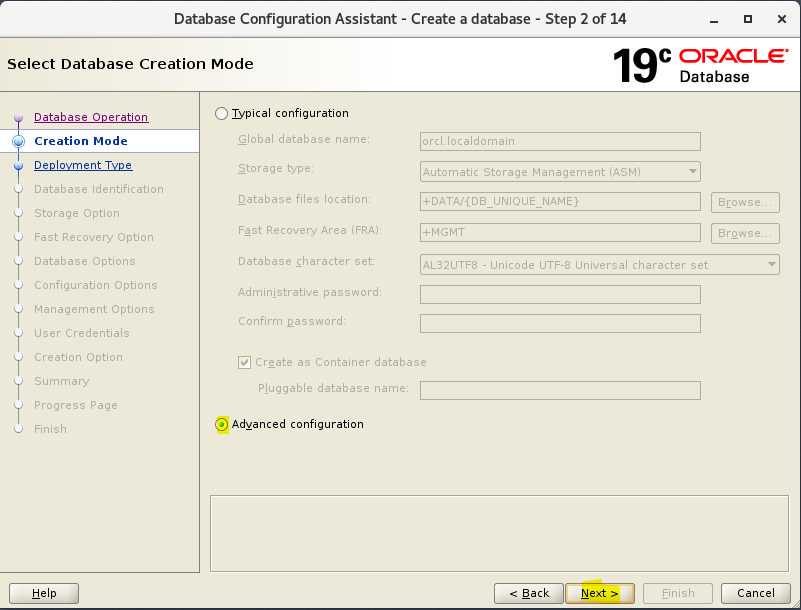 Database Configuration Assistant - Create a database - Step 2 of 14
Select Database Creation Mode
19c ORACLE Database
Database Operation
Creation Mode
Deployment Type
Database Identification
Storage Option
Fast Recovery Option
Database Options
Configuration Options
Management Options
User Credentials
Creation Option
Summary
Progress Page
Finish
Typical configuration
Global database name: orcl.localdomain
Storage type: Automatic Storage Management (ASM)
Database files location: +DATA/{DB_UNIQUE_NAME} Browse...
Fast Recovery Area (FRA): +MGMT Browse...
Database character set: AL32UTF8 - Unicode UTF-8 Universal character set
Administrative password:
Confirm password:
Create as Container database
Pluggable database name:
Advanced configuration
Help < Back Next > Finish Cancel